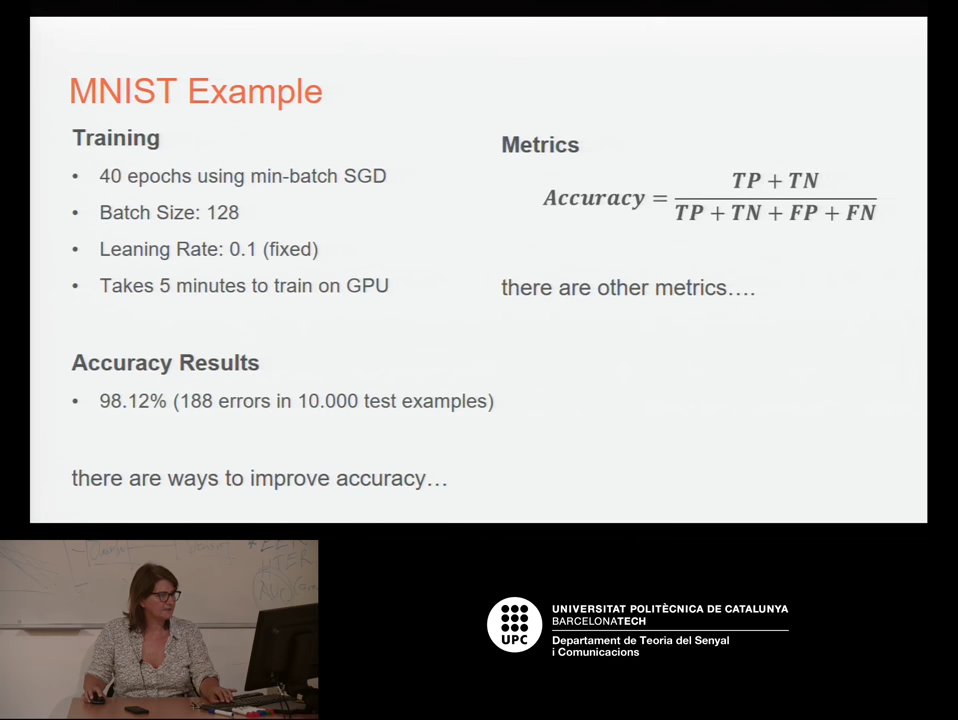 MNIST Example
Training
• 40 epochs using min-batch SGD
• Batch Size: 128
• Leaning Rate: 0.1 (fixed)
• Takes 5 minutes to train on GPU
Accuracy Results
• 98.12% (188 errors in 10.000 test examples)
there are ways to improve accuracy…
Metrics
Accuracy = (TP + TN) / (TP + TN + FP + FN)
there are other metrics….
UPC
UNIVERSITAT POLITÈCNICA DE CATALUNYA
BARCELONATECH
Departament de Teoria del Senyal
i Comunicacions